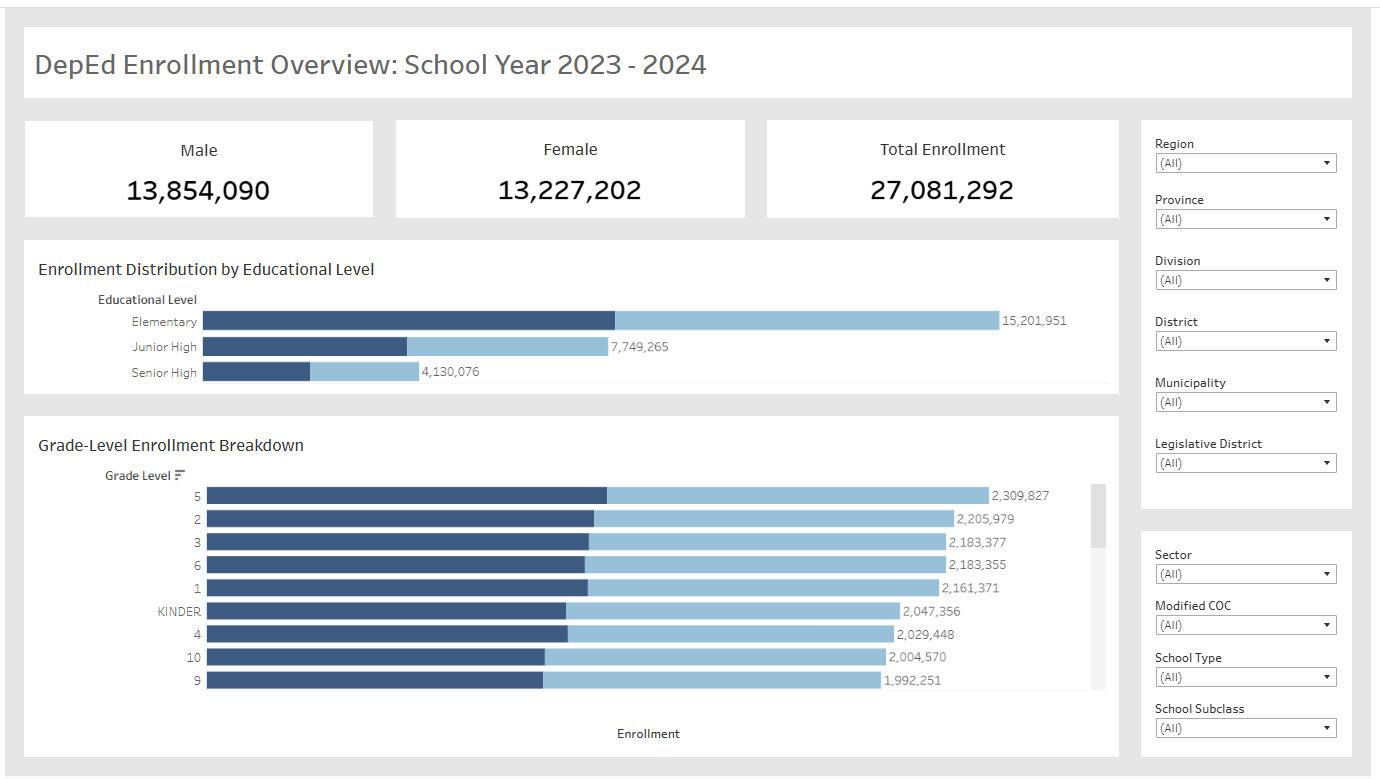 DepEd Enrollment Overview: School Year 2023 - 2024
Male
13,854,090
Female
13,227,202
Total Enrollment
27,081,292
Enrollment Distribution by Educational Level
Educational Level
Elementary 15,201,951
Junior High 7,749,265
Senior High 4,130,076
Grade-Level Enrollment Breakdown
Grade Level
5 2,309,827
2 2,205,979
3 2,183,377
6 2,183,355
1 2,161,371
KINDER 2,047,356
4 2,029,448
10 2,004,570
9 1,992,251
Enrollment
Region
(All)
Province
(All)
Division
(All)
District
(All)
Municipality
(All)
Legislative District
(All)
Sector
(All)
Modified COC
(All)
School Type
(All)
School Subclass
(All)